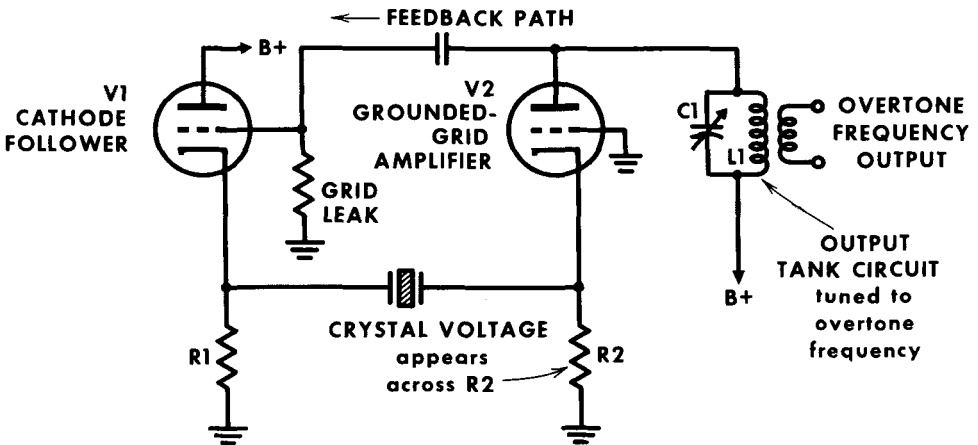 ← FEEDBACK PATH
B+
V1
CATHODE
FOLLOWER
V2
GROUNDED-
GRID
AMPLIFIER
C1
L1
OVERTONE
FREQUENCY
OUTPUT
GRID
LEAK
OUTPUT
TANK CIRCUIT
tuned to
overtone
frequency
B+
CRYSTAL VOLTAGE
appears
across R2
R1
R2